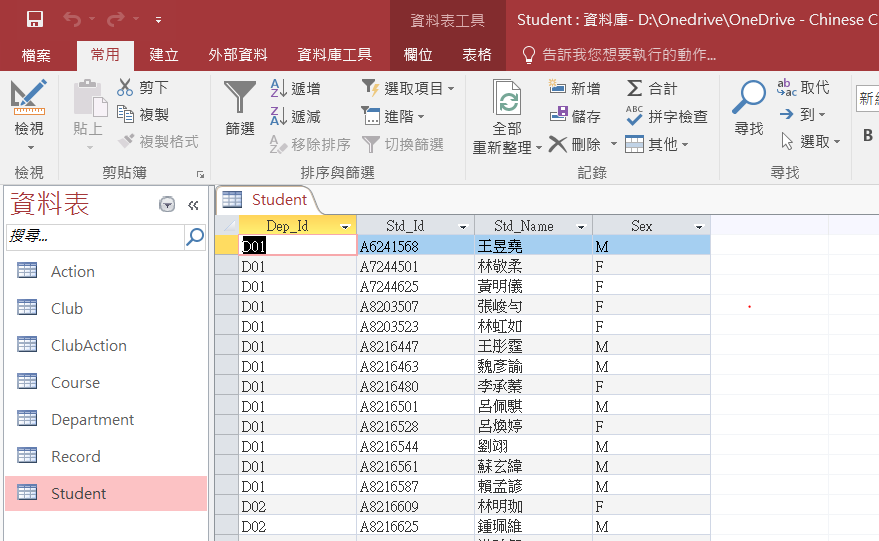 資料表工具
Student : 資料庫- D:\Onedrive\OneDrive - Chinese C
檔案 常用 建立 外部資料 資料庫工具 欄位 表格 告訴我您想要執行的動作...
檢視
貼上
剪下
複製
複製格式
篩選
遞增
遞減
移除排序
選取項目
進階
切換篩選
全部
重新整理
新增
儲存
刪除
合計
拼字檢查
其他
尋找
取代
到
選取
新細
B
檢視 剪貼簿 排序與篩選 記錄 尋找
資料表
搜尋...
Action
Club
ClubAction
Course
Department
Record
Student
Student
Dep_Id Std_Id Std_Name Sex
D01 A6241568 王昱堯 M
D01 A7244501 林敬柔 F
D01 A7244625 黃明儀 F
D01 A8203507 張峻勻 F
D01 A8203523 林虹如 F
D01 A8216447 王彤霆 M
D01 A8216463 魏彥諭 M
D01 A8216480 李承蓁 F
D01 A8216501 呂佩騏 M
D01 A8216528 呂煥婷 F
D01 A8216544 劉翊 M
D01 A8216561 蘇玄緯 M
D01 A8216587 賴孟諺 M
D02 A8216609 林明珈 F
D02 A8216625 鍾珮維 M